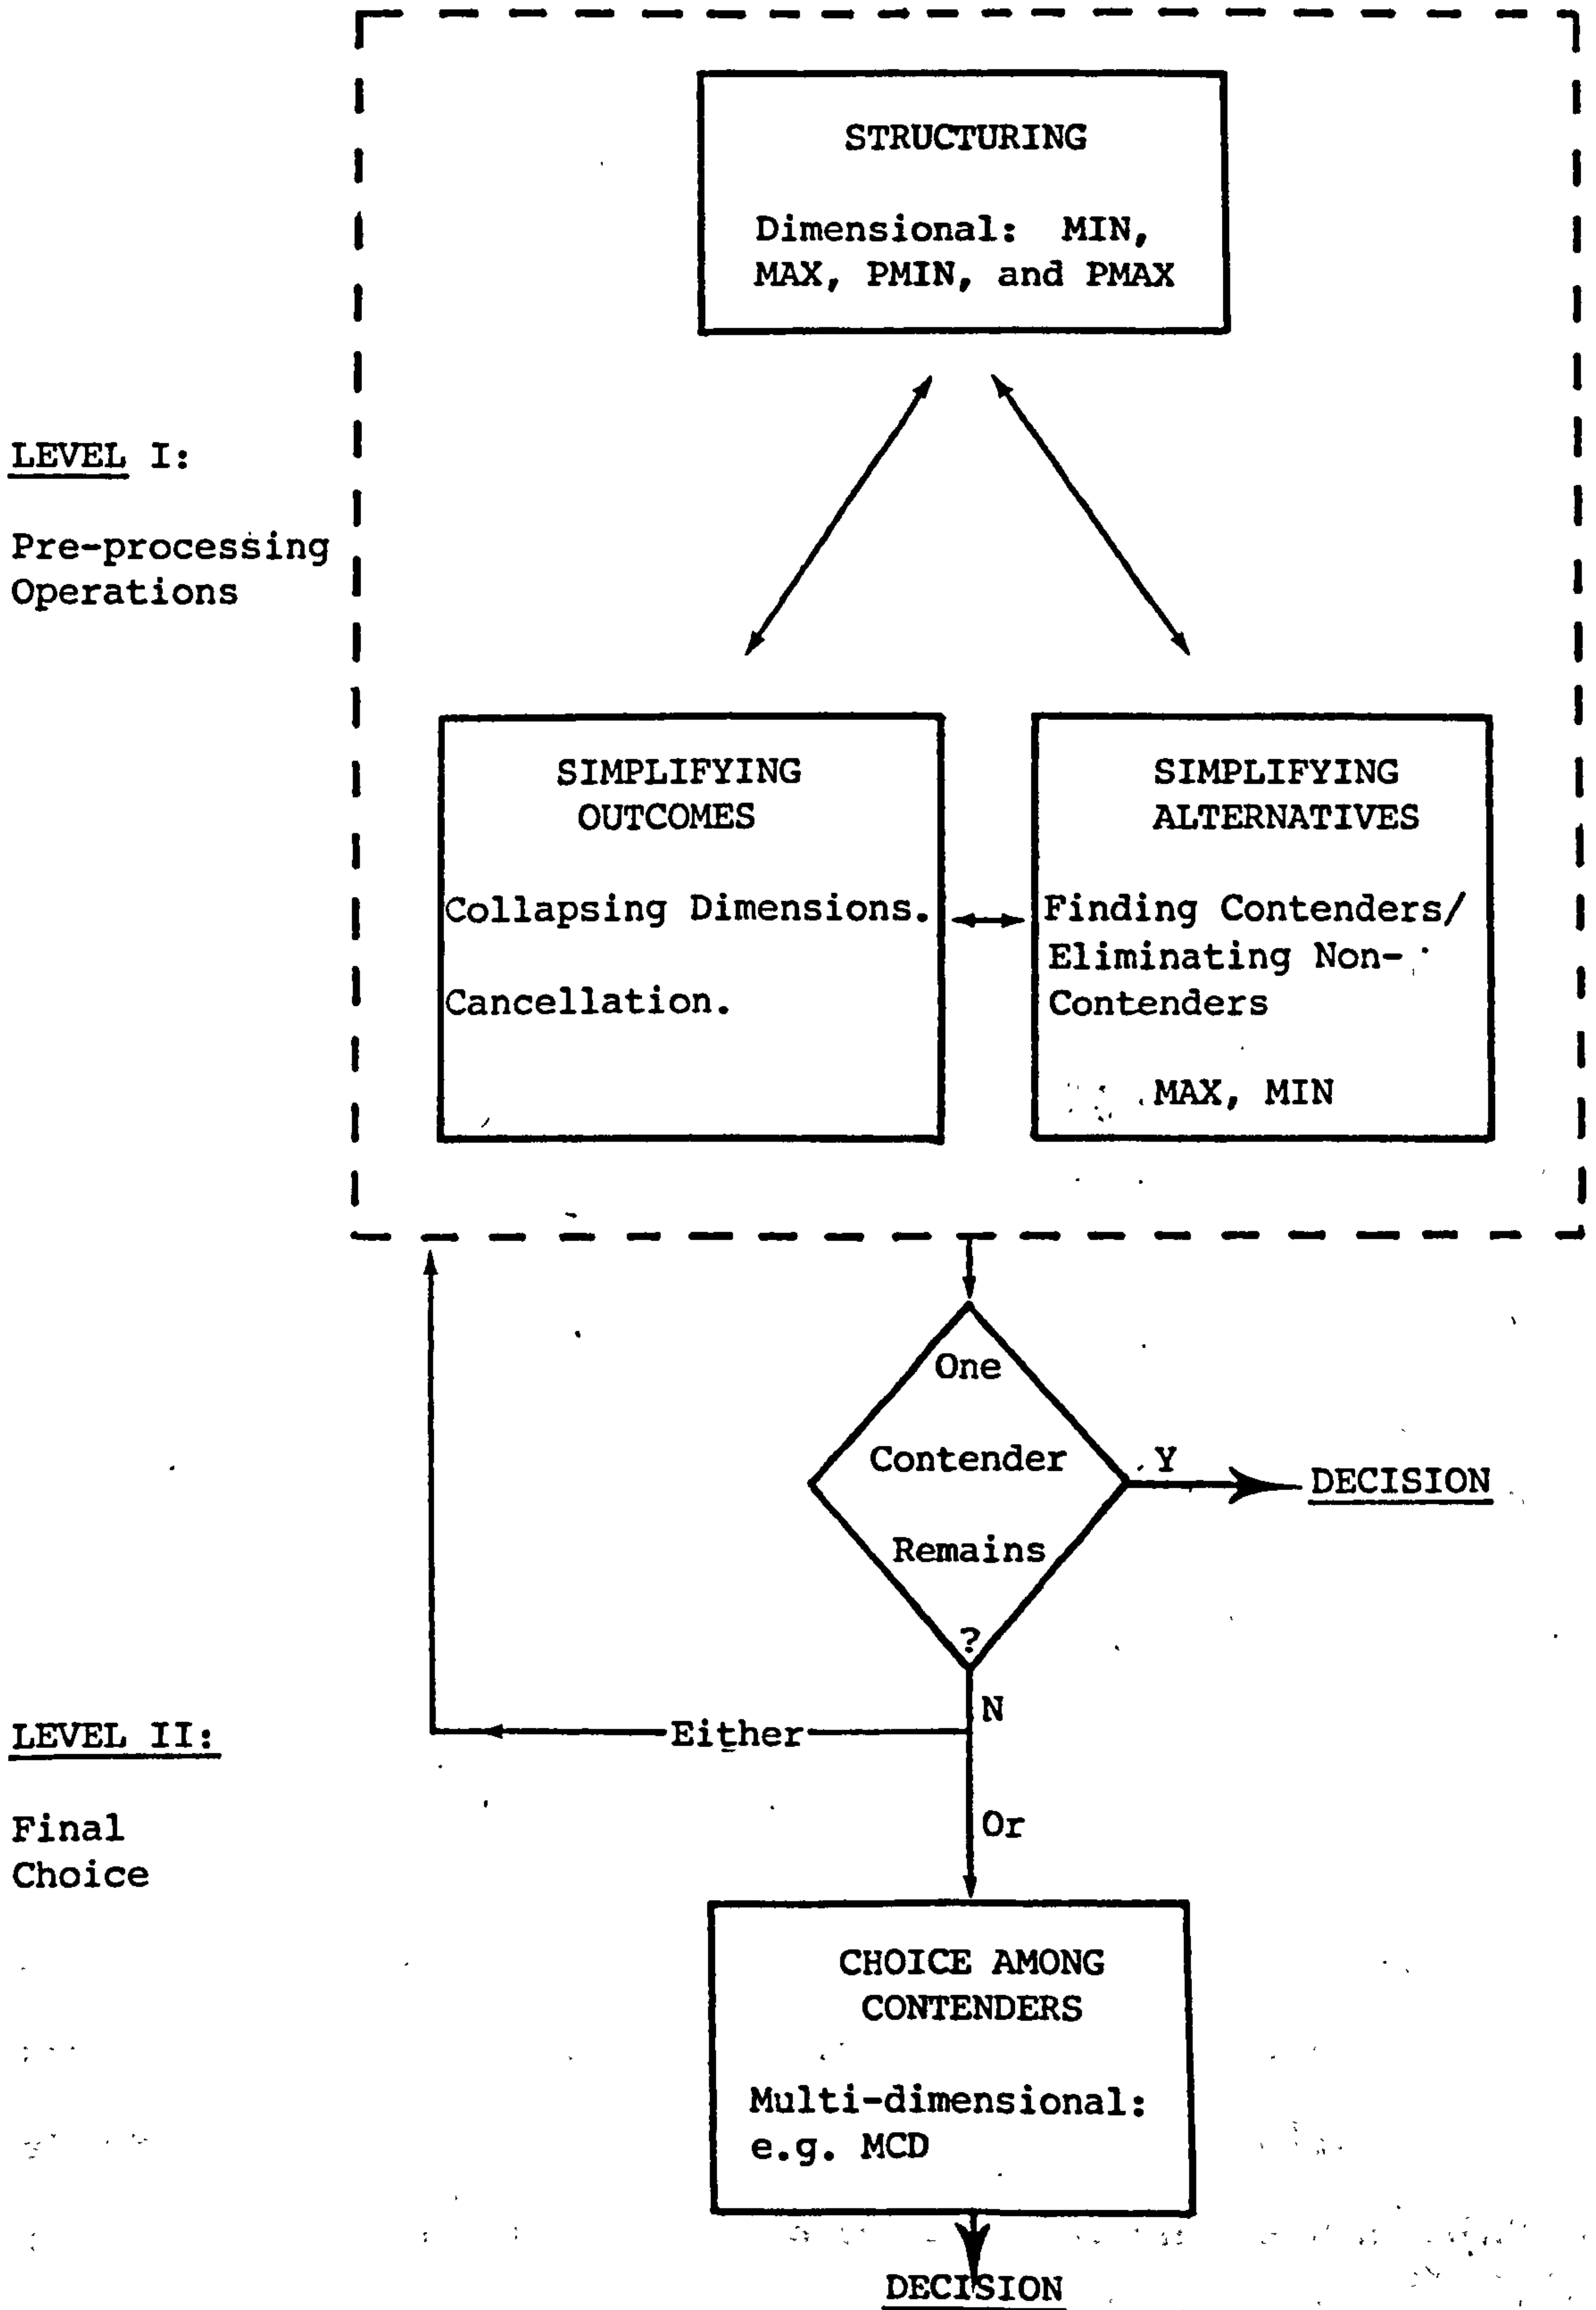 STRUCTURING
Dimensional: MIN,
MAX, PMIN, and PMAX
LEVEL I:
Pre-processing
Operations
SIMPLIFYING
OUTCOMES
Collapsing Dimensions.
Cancellation.
SIMPLIFYING
ALTERNATIVES
Finding Contenders/
Eliminating Non-
Contenders
MAX, MIN
One
Contender
Remains
?
Y
DECISION
N
Either
LEVEL II:
Final
Choice
Or
CHOICE AMONG
CONTENDERS
Multi-dimensional:
e.g. MCD
DECISION